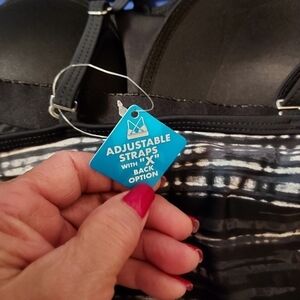 ADJUSTABLE
STRAPS
WITH "X"
BACK
OPTION